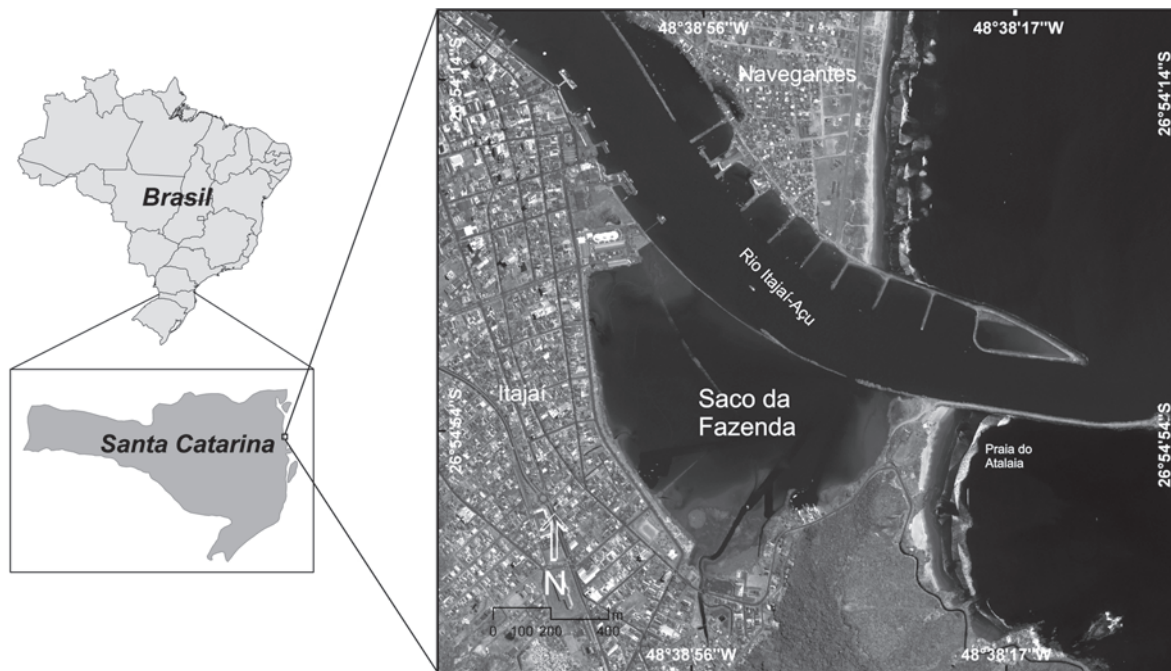 Brasil
Santa Catarina
48°38'56''W
48°38'17''W
26°54'14''S
Navegantes
26°54'14''S
Rio Itajaí-Açu
Itajaí
Saco da
Fazenda
26°54'54''S
Praia do
Atalaia
26°54'54''S
N
m
0 100 200 400
48°38'56''W
48°38'17''W